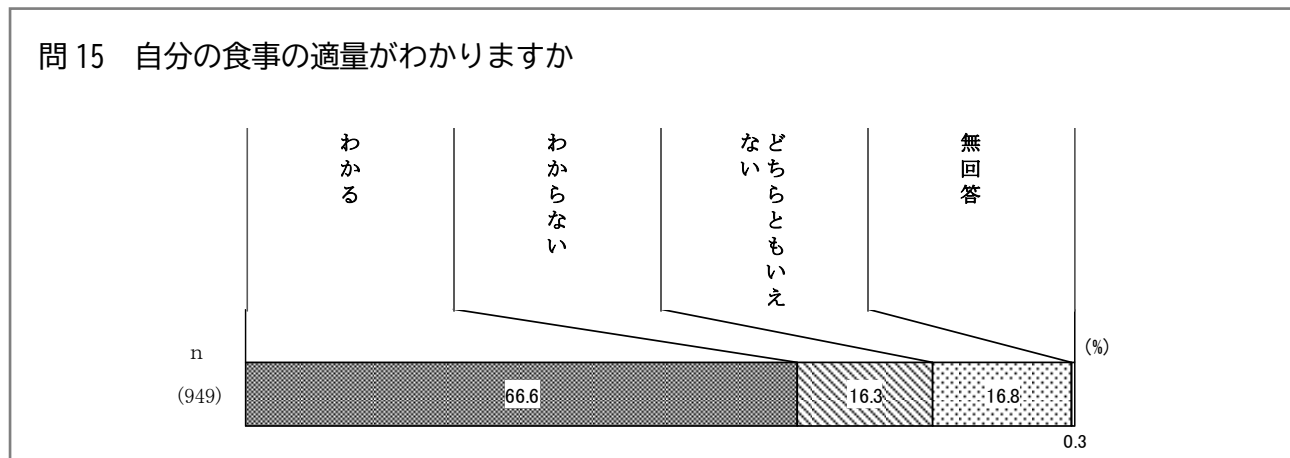 問15 自分の食事の適量がわかりますか
わかる
わからない
どちらともいえ
ない
無回答
n
(%)
(949)
66.6
16.3
16.8
0.3